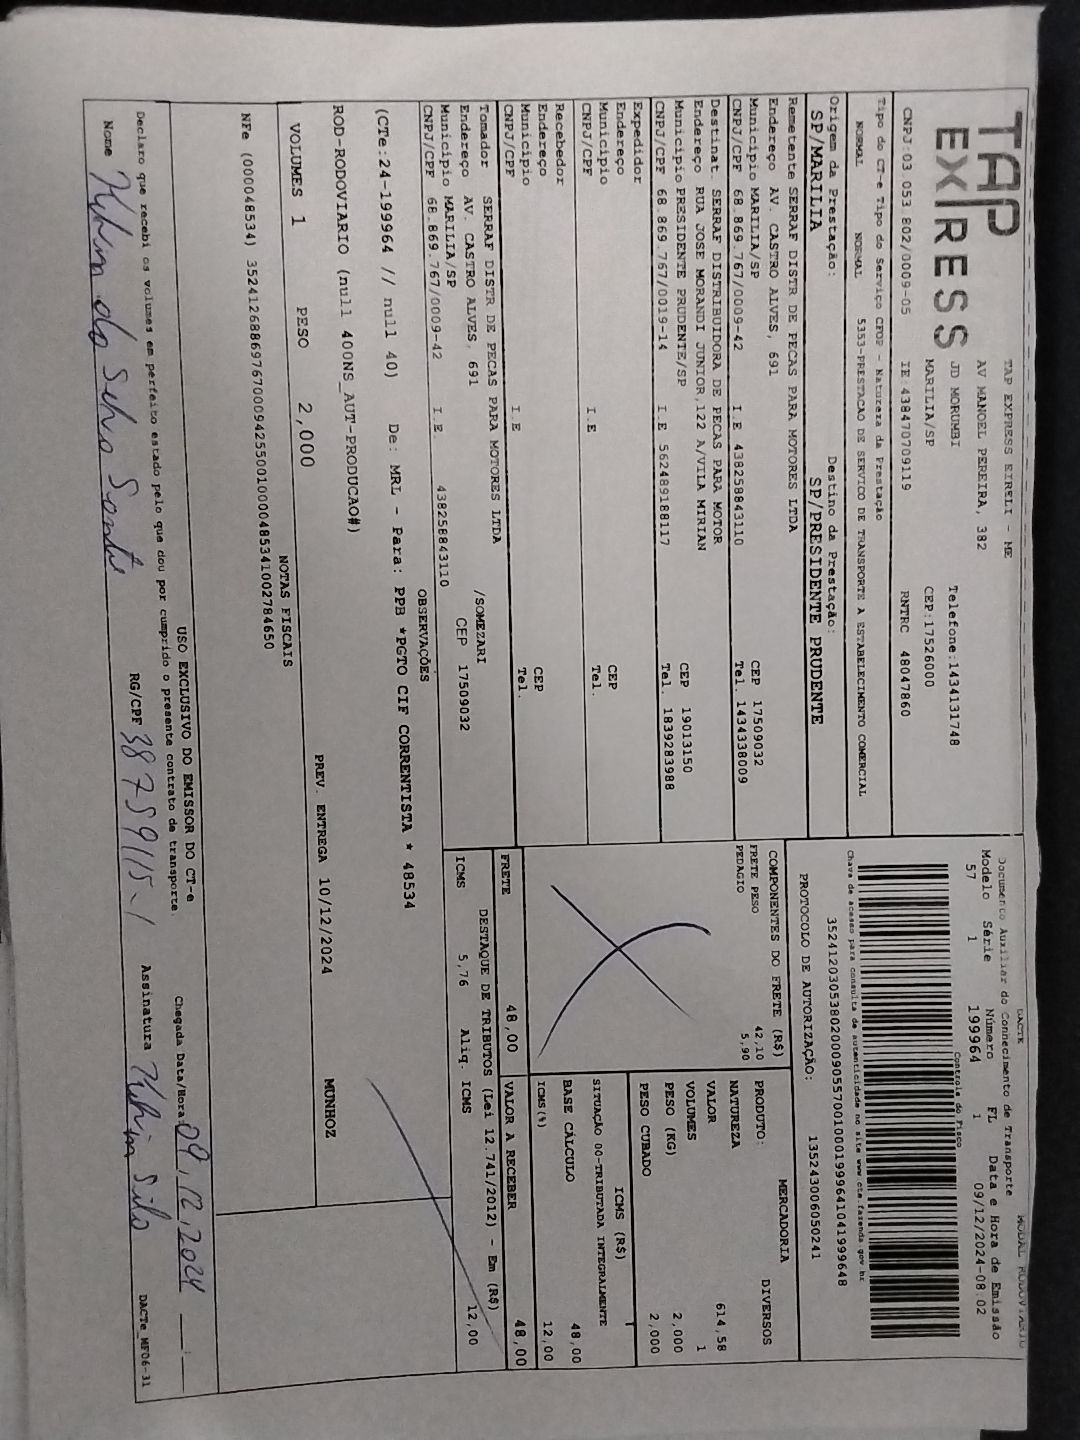 TAP
EXPRESS
TAP EXPRESS EIRELI - ME
AV MANOEL PEREIRA, 382
JD MORUMBI Telefone:1434131748
MARILIA/SP CEP:17526000
CNPJ:03.053.802/0009-05 IE:438470709119 RNTRC 48047860
DACTE MODAL RODOVIARIO
Documento Auxiliar do Conhecimento de Transporte
Modelo Série Número FL Data e Hora de Emissão
57 1 199964 1 09/12/2024-08:02
Controle do Fisco
Chave de acesso para consulta de autenticidade no site www.cte.fazenda.gov.br
35241203053802000905570010001999641041999648
PROTOCOLO DE AUTORIZAÇÃO: 135243006050241
Tipo do CT-e Tipo do Serviço CFOP - Natureza da Prestação
NORMAL NORMAL 5353-PRESTACAO DE SERVICO DE TRANSPORTE A ESTABELECIMENTO COMERCIAL
Origem da Prestação: Destino da Prestação:
SP/MARILIA SP/PRESIDENTE PRUDENTE
Remetente SERRAF DISTR DE PECAS PARA MOTORES LTDA
Endereço AV. CASTRO ALVES, 691 CEP 17509032
Município MARILIA/SP Tel. 1434338009
CNPJ/CPF 68.869.767/0009-42 I.E 438258843110
Destinat. SERRAF DISTRIBUIDORA DE PECAS PARA MOTOR
Endereço RUA JOSE MORANDI JUNIOR,122 A/VILA MIRIAN
Município PRESIDENTE PRUDENTE/SP CEP 19013150
CNPJ/CPF 68.869.767/0019-14 I.E 562489188117 Tel. 1839283988
Expedidor
Endereço
Município CEP
CNPJ/CPF I.E Tel.
Recebedor
Endereço
Município CEP
CNPJ/CPF I.E Tel.
Tomador SERRAF DISTR DE PECAS PARA MOTORES LTDA
Endereço AV. CASTRO ALVES, 691 /SOMEZARI
Município MARILIA/SP CEP 17509032
CNPJ/CPF 68.869.767/0009-42 I.E. 438258843110
COMPONENTES DO FRETE (R$)
FRETE PESO 42,10
PEDAGIO 5,90
MERCADORIA
PRODUTO: DIVERSOS
NATUREZA
VALOR 614,58
VOLUMES 1
PESO (KG) 2,000
PESO CUBADO 2,000
ICMS (R$)
SITUAÇÃO 00-TRIBUTADA INTEGRALMENTE
BASE CÁLCULO 48,00
ICMS(%) 12,00
FRETE 48,00 VALOR A RECEBER 48,00
DESTAQUE DE TRIBUTOS (Lei 12.741/2012) - Em (R$)
ICMS 5,76 Aliq. ICMS 12,00
OBSERVAÇÕES
(CTe:24-199964 // null 40) De: MRL - Para: PPB *PGTO CIF CORRENTISTA * 48534
ROD-RODOVIARIO (null 400NS_AUT-PRODUCAO#)
PREV. ENTREGA 10/12/2024 MUNHOZ
VOLUMES 1 PESO 2,000
NOTAS FISCAIS
NFe (000048534) 35241268869767000942550010000485341002784650
USO EXCLUSIVO DO EMISSOR DO CT-e
Declaro que recebi os volumes em perfeito estado pelo que dou por cumprido o presente contrato de transporte
Chegada Data/Hora 09,12,2024
Nome do Silva
RG/CPF 38759115-1 Assinatura Silva
DACTe_MF06-31